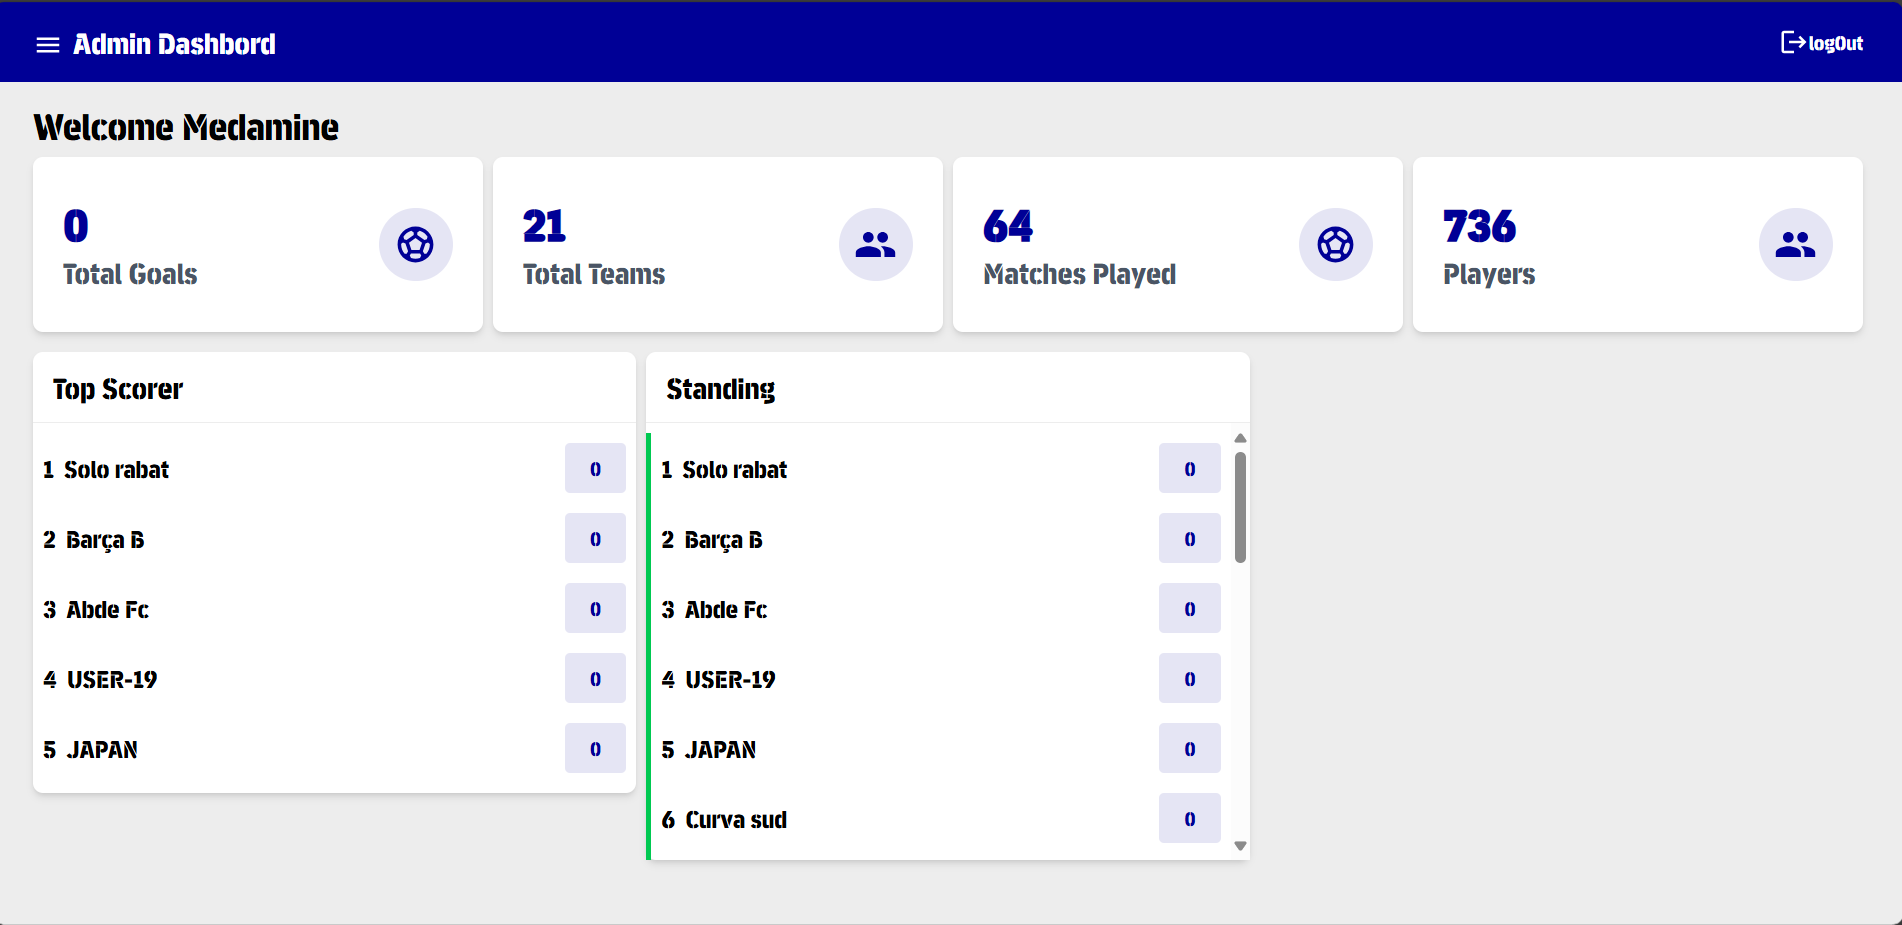 Admin Dashbord
logOut
Welcome Medamine
0
Total Goals
21
Total Teams
64
Matches Played
736
Players
Top Scorer
1 Solo rabat 0
2 Barça B 0
3 Abde Fc 0
4 USER-19 0
5 JAPAN 0
Standing
1 Solo rabat 0
2 Barça B 0
3 Abde Fc 0
4 USER-19 0
5 JAPAN 0
6 Curva sud 0